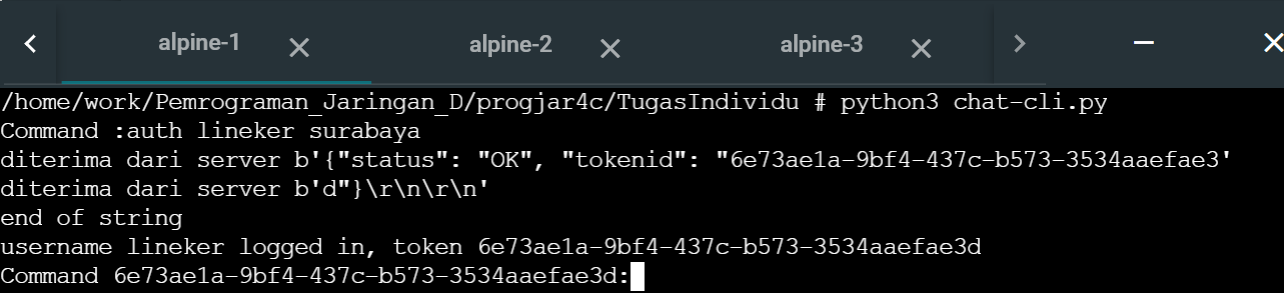 alpine-1 alpine-2 alpine-3
/home/work/Pemrograman_Jaringan_D/progjar4c/TugasIndividu # python3 chat-cli.py
Command :auth lineker surabaya
diterima dari server b'{"status": "OK", "tokenid": "6e73ae1a-9bf4-437c-b573-3534aaefae3'
diterima dari server b'd"}\r\n\r\n'
end of string
username lineker logged in, token 6e73ae1a-9bf4-437c-b573-3534aaefae3d
Command 6e73ae1a-9bf4-437c-b573-3534aaefae3d: